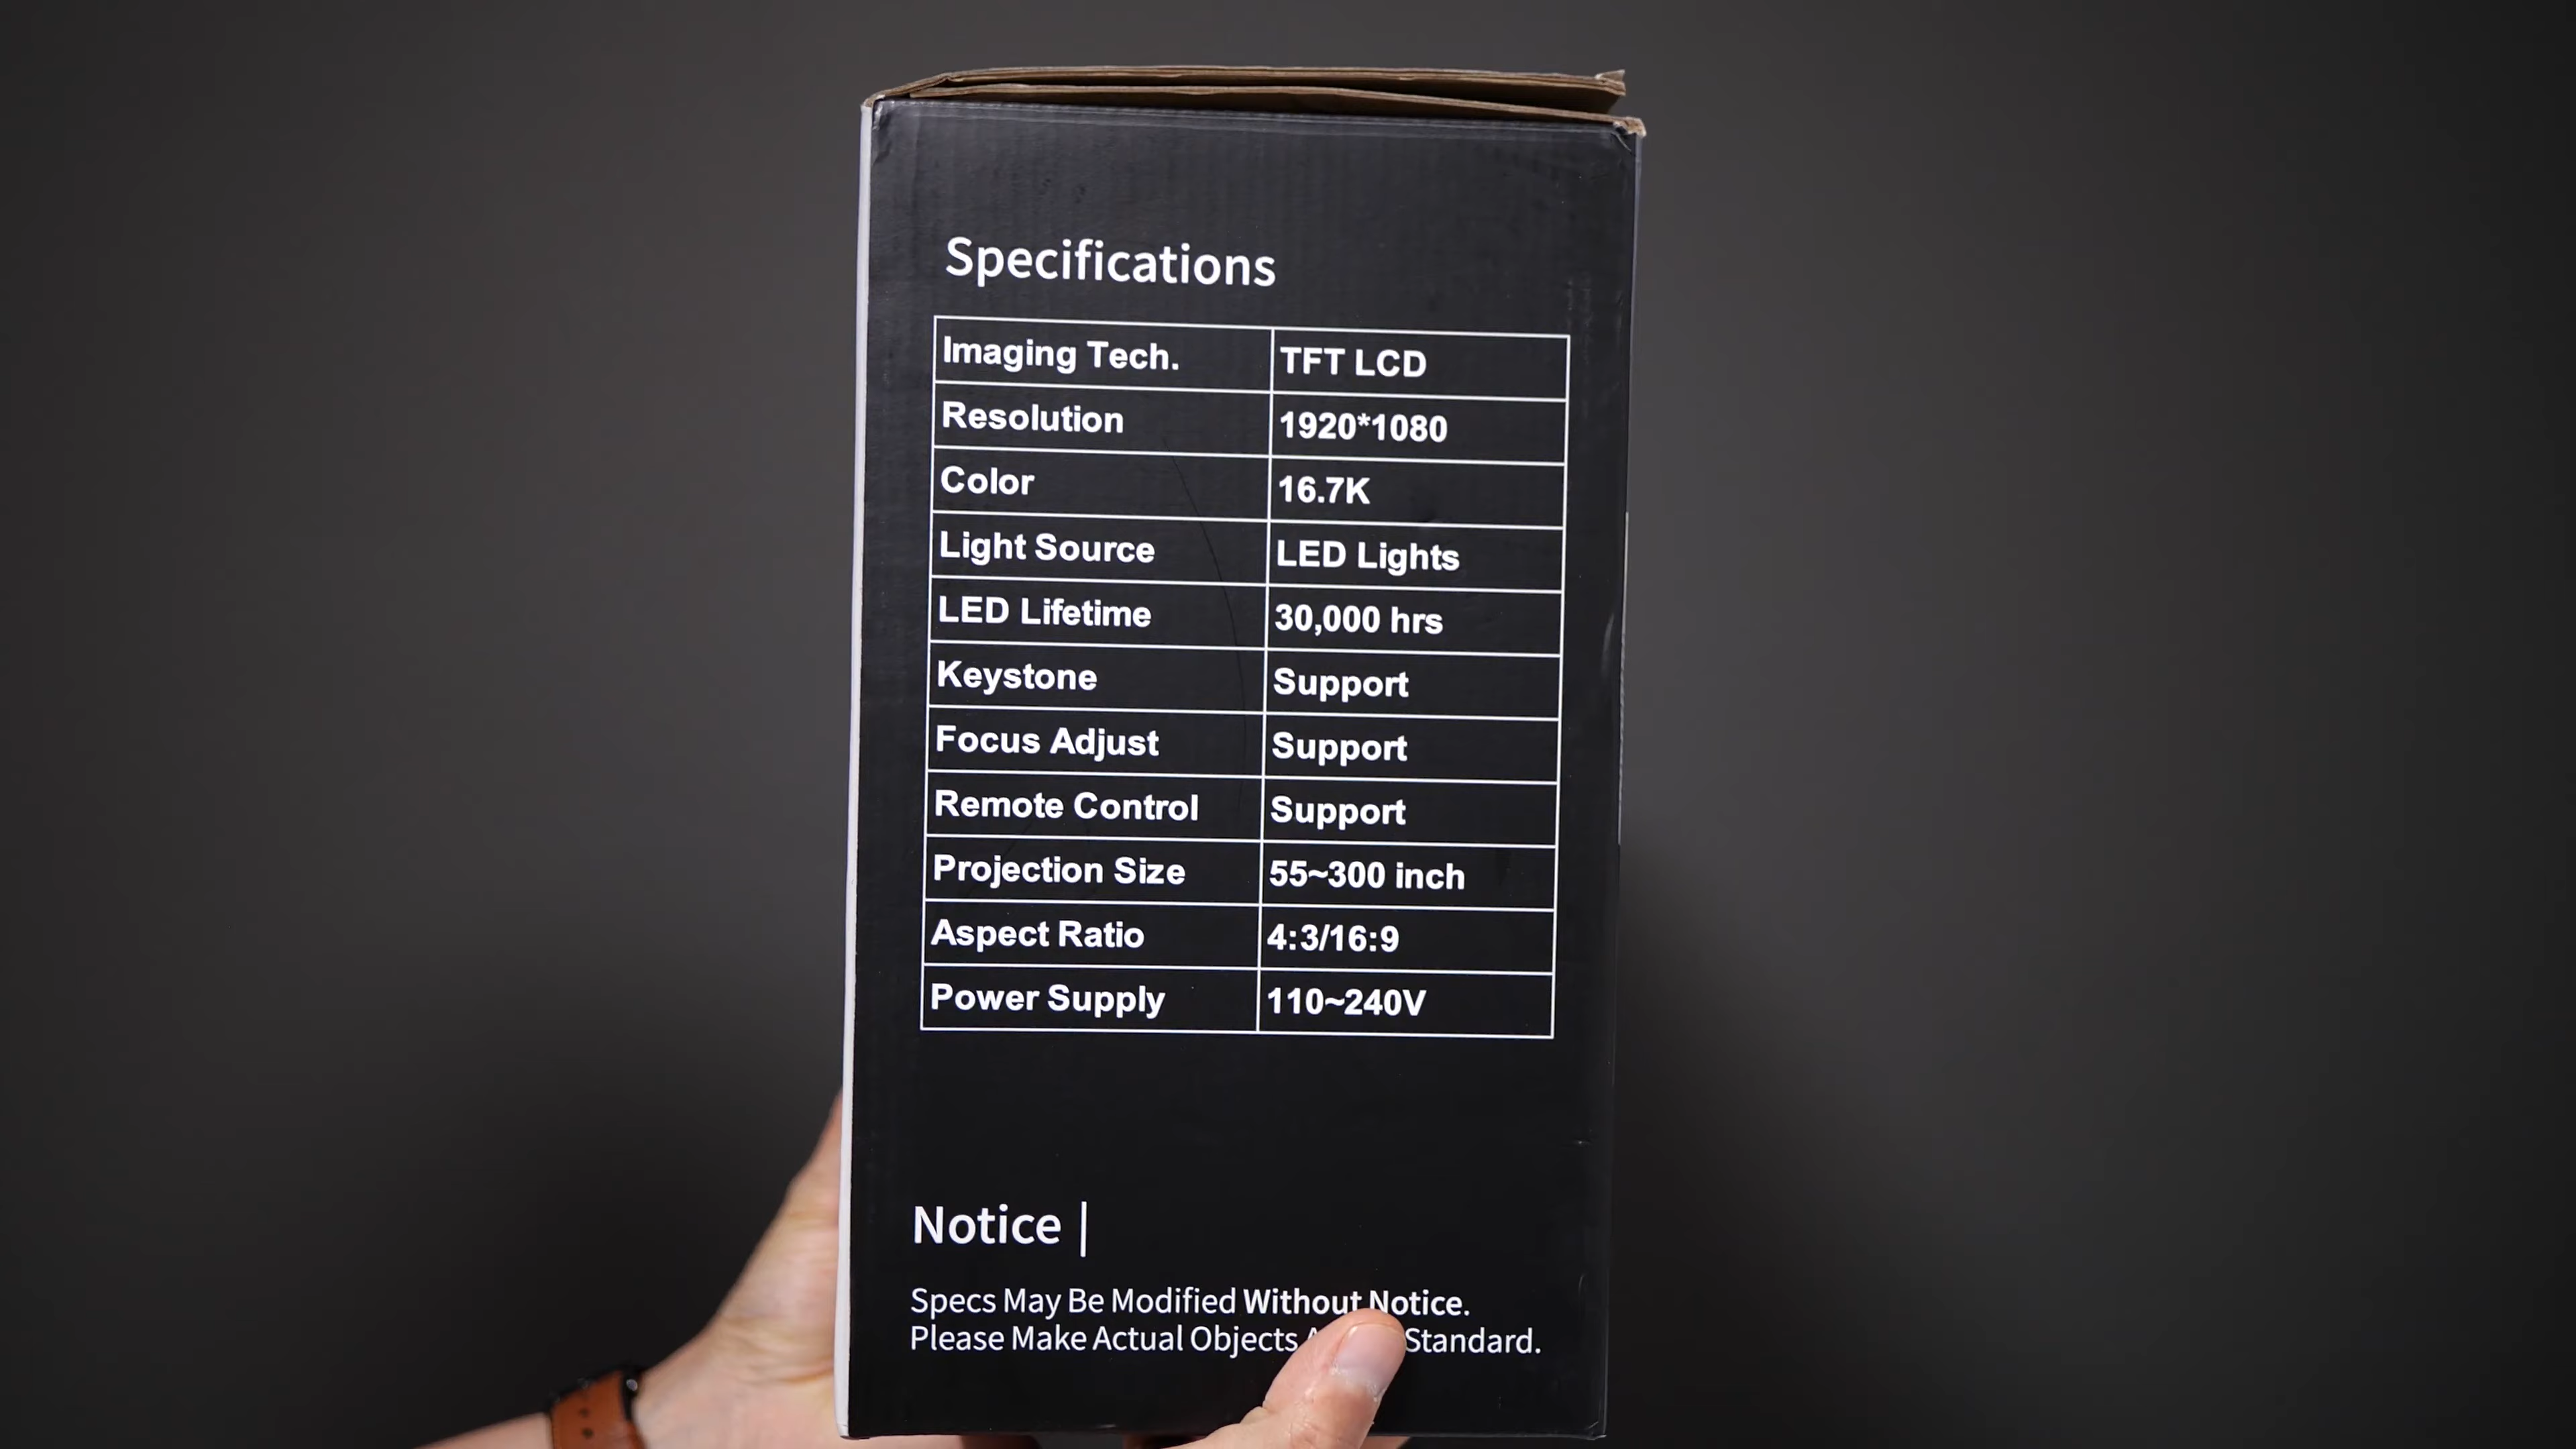 Specifications
Imaging Tech. TFT LCD
Resolution 1920*1080
Color 16.7K
Light Source LED Lights
LED Lifetime 30,000 hrs
Keystone Support
Focus Adjust Support
Remote Control Support
Projection Size 55~300 inch
Aspect Ratio 4:3/16:9
Power Supply 110~240V
Notice |
Specs May Be Modified Without Notice.
Please Make Actual Objects Standard.